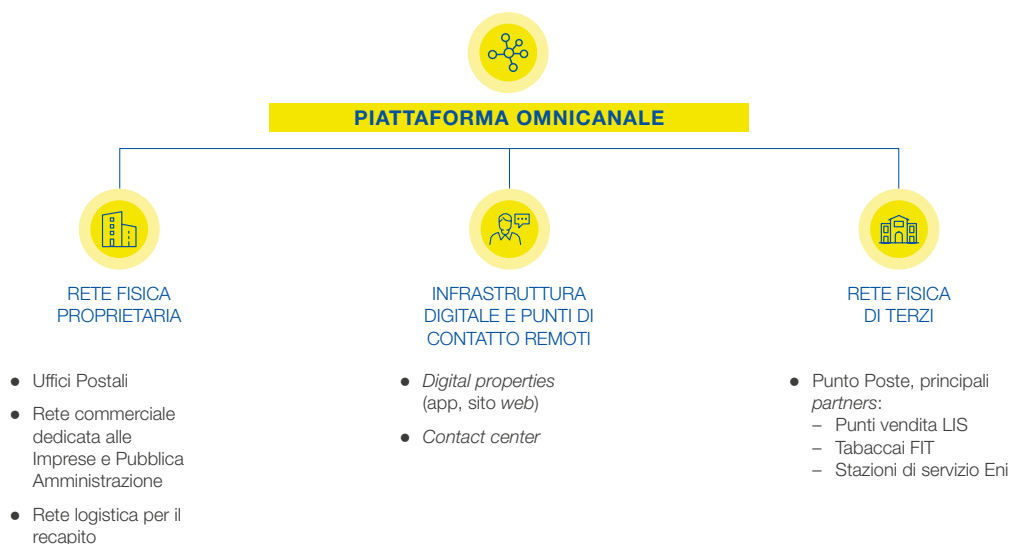 PIATTAFORMA OMNICANALE
RETE FISICA
PROPRIETARIA
● Uffici Postali
● Rete commerciale
dedicata alle
Imprese e Pubblica
Amministrazione
● Rete logistica per il
recapito
INFRASTRUTTURA
DIGITALE E PUNTI DI
CONTATTO REMOTI
● Digital properties
(app, sito web)
● Contact center
RETE FISICA
DI TERZI
● Punto Poste, principali
partners:
– Punti vendita LIS
– Tabaccai FIT
– Stazioni di servizio Eni